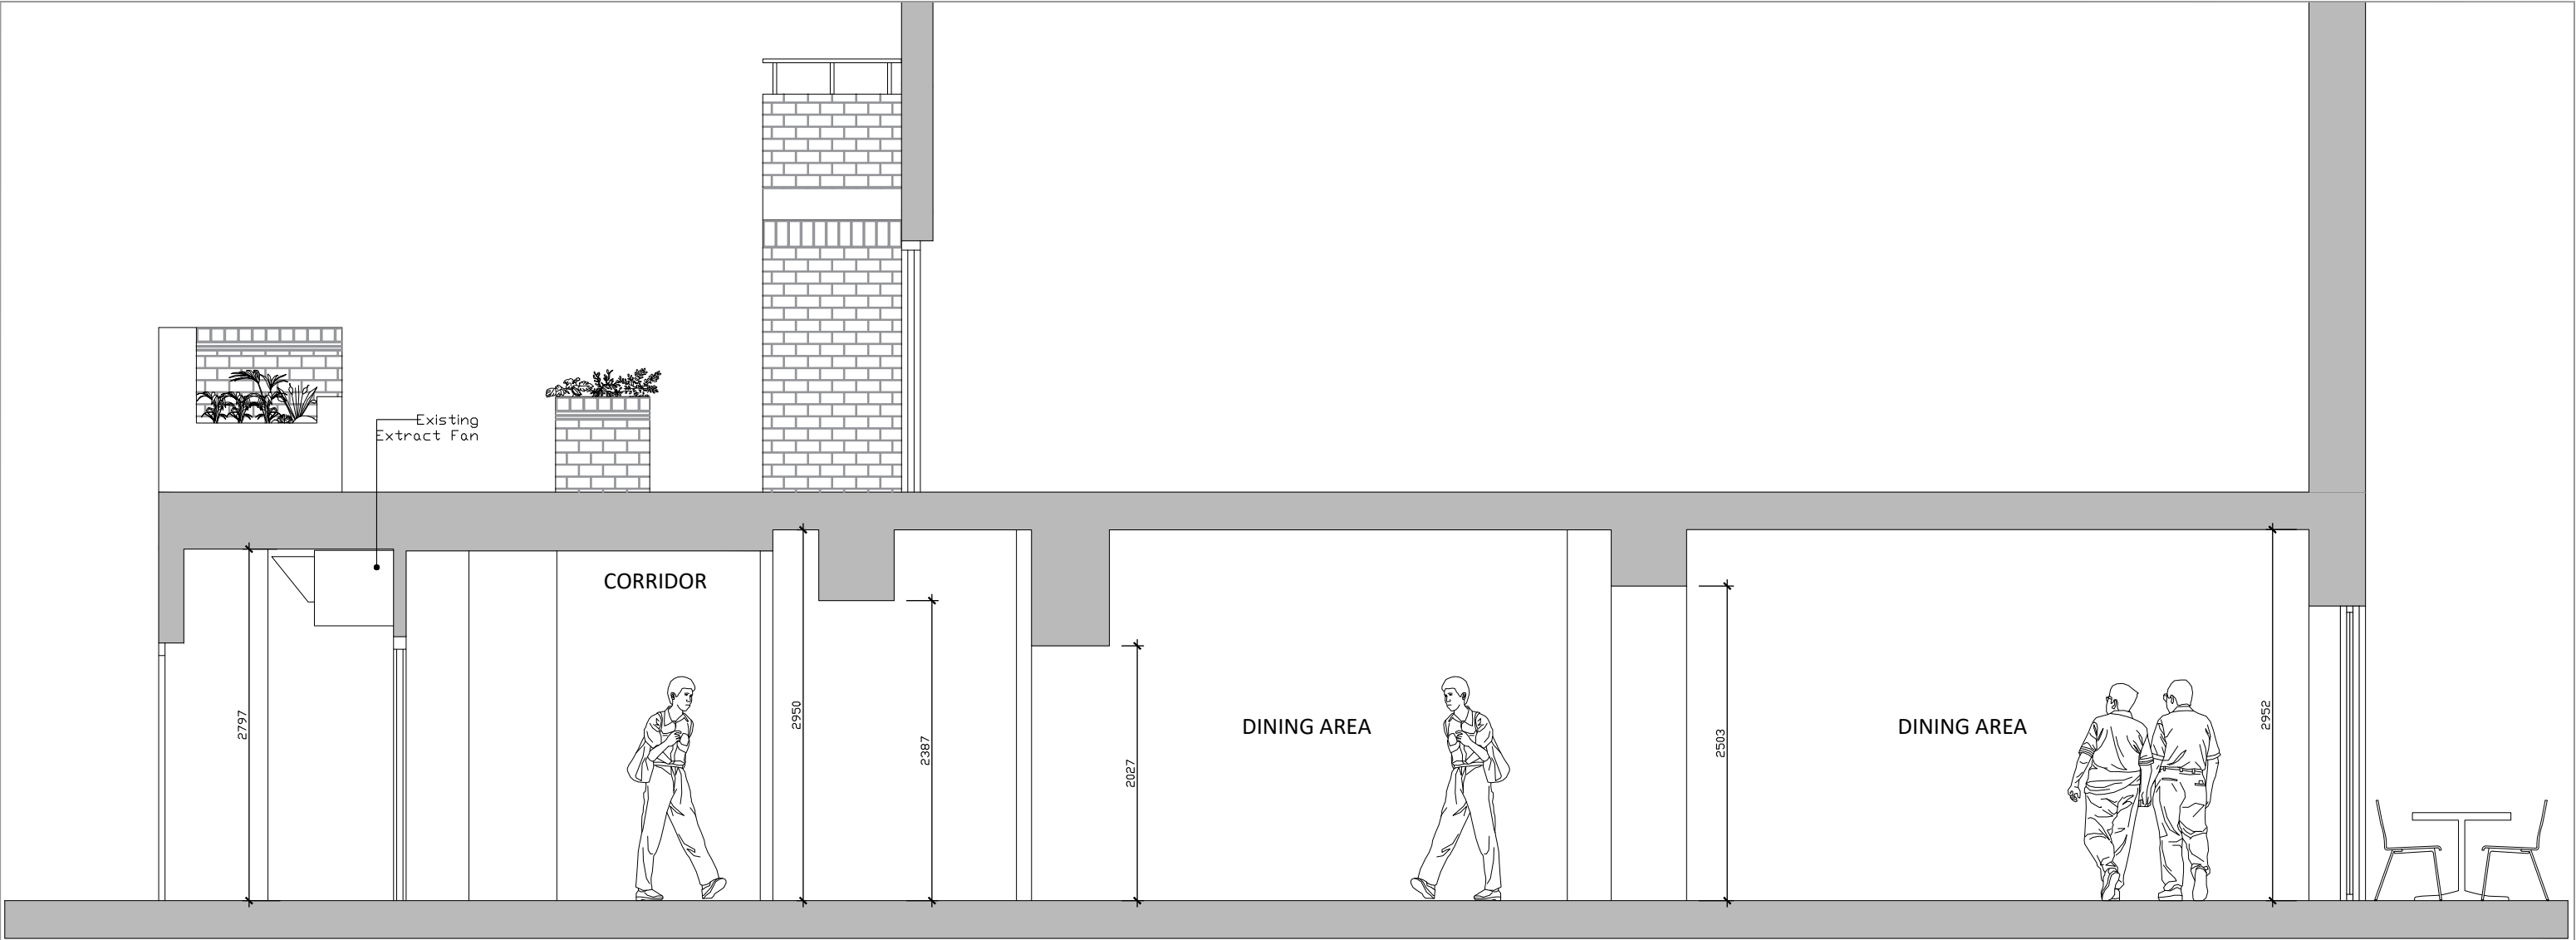 Existing
Extract Fan
CORRIDOR
DINING AREA
DINING AREA
2797
2950
2387
2027
2503
2952